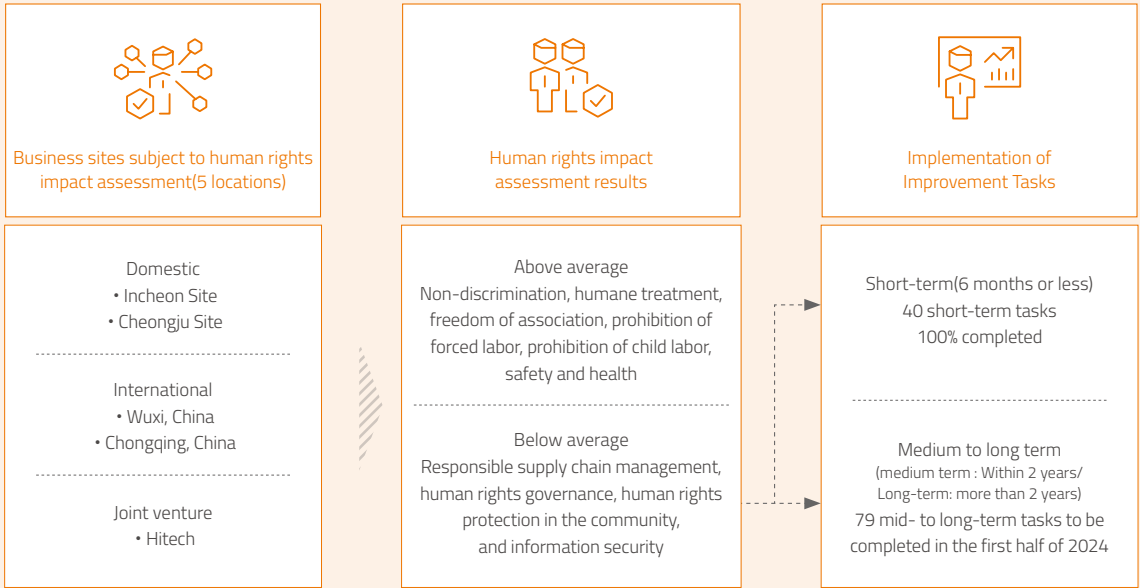 Business sites subject to human rights
impact assessment(5 locations)
Domestic
• Incheon Site
• Cheongju Site
International
• Wuxi, China
• Chongqing, China
Joint venture
• Hitech
Human rights impact
assessment results
Above average
Non-discrimination, humane treatment,
freedom of association, prohibition of
forced labor, prohibition of child labor,
safety and health
Below average
Responsible supply chain management,
human rights governance, human rights
protection in the community,
and information security
Implementation of
Improvement Tasks
Short-term(6 months or less)
40 short-term tasks
100% completed
Medium to long term
(medium term : Within 2 years/
Long-term: more than 2 years)
79 mid- to long-term tasks to be
completed in the first half of 2024